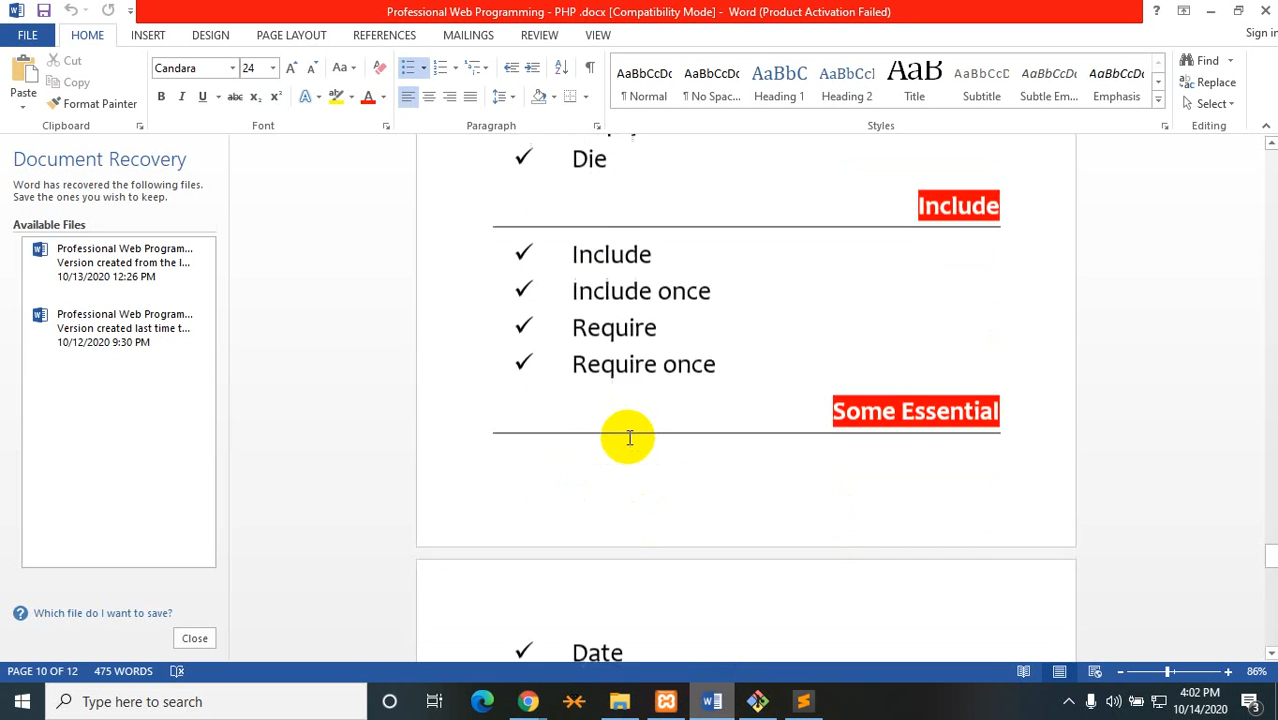 Professional Web Programming - PHP .docx [Compatibility Mode] - Word (Product Activation Failed)
FILE HOME INSERT DESIGN PAGE LAYOUT REFERENCES MAILINGS REVIEW VIEW Sign in
Paste
Cut
Copy
Format Painter
Candara 24
AaBbCcDc AaBbCcDc AaBbC AaBbCcD AaB AaBbCcD AaBbCcDc AaBbCcDc
¶ Normal ¶ No Spac... Heading 1 Heading 2 Title Subtitle Subtle Em... Emphasis
Find
Replace
Select
Clipboard Font Paragraph Styles Editing
Document Recovery
Word has recovered the following files.
Save the ones you wish to keep.
Available Files
Professional Web Program...
Version created from the l...
10/13/2020 12:26 PM
Professional Web Program...
Version created last time t...
10/12/2020 9:30 PM
Which file do I want to save?
Close
✓ Die
Include
✓ Include
✓ Include once
✓ Require
✓ Require once
Some Essential
✓ Date
PAGE 10 OF 12 475 WORDS 86%
Type here to search
4:02 PM
10/14/2020
3